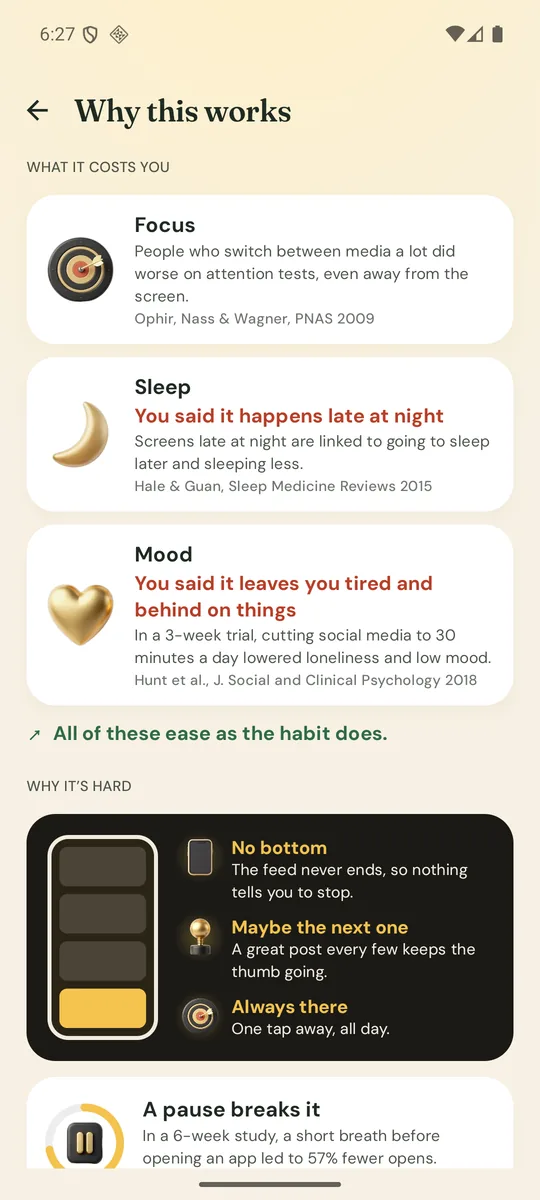 6:27
Why this works
WHAT IT COSTS YOU
Focus
People who switch between media a lot did
worse on attention tests, even away from the
screen.
Ophir, Nass & Wagner, PNAS 2009
Sleep
You said it happens late at night
Screens late at night are linked to going to sleep
later and sleeping less.
Hale & Guan, Sleep Medicine Reviews 2015
Mood
You said it leaves you tired and
behind on things
In a 3-week trial, cutting social media to 30
minutes a day lowered loneliness and low mood.
Hunt et al., J. Social and Clinical Psychology 2018
↗ All of these ease as the habit does.
WHY IT’S HARD
No bottom
The feed never ends, so nothing
tells you to stop.
Maybe the next one
A great post every few keeps the
thumb going.
Always there
One tap away, all day.
A pause breaks it
In a 6-week study, a short breath before
opening an app led to 57% fewer opens.